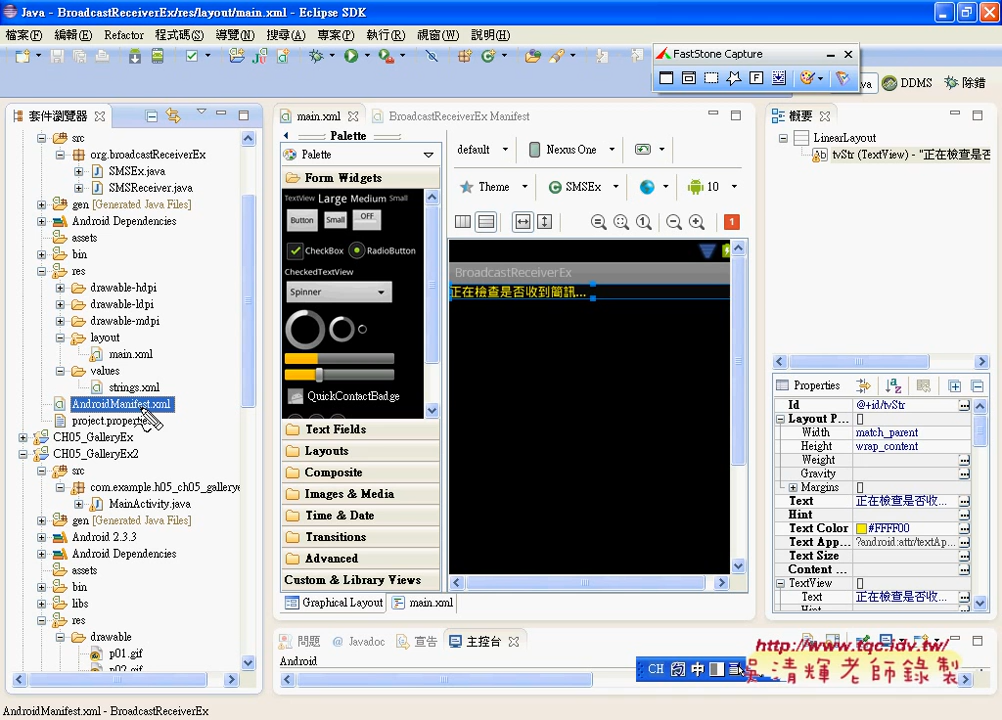 Java - BroadcastReceiverEx/res/layout/main.xml - Eclipse SDK
檔案(F) 編輯(E) Refactor 程式碼(S) 導覽(N) 搜尋(A) 專案(P) 執行(R) 視窗(W) 說明(H)
FastStone Capture
DDMS 除錯
套件瀏覽器
src
org.broadcastReceiverEx
SMSEx.java
SMSReceiver.java
gen [Generated Java Files]
Android Dependencies
assets
bin
res
drawable-hdpi
drawable-ldpi
drawable-mdpi
layout
main.xml
values
strings.xml
AndroidManifest.xml
project.properties
CH05_GalleryEx
CH05_GalleryEx2
src
com.example.h05_ch05_gallerye
MainActivity.java
gen [Generated Java Files]
Android 2.3.3
Android Dependencies
assets
bin
libs
res
drawable
p01.gif
p02.gif
main.xml BroadcastReceiverEx Manifest
Palette
Palette
Form Widgets
TextView Large Medium Small
Button Small OFF
CheckBox RadioButton
CheckedTextView
Spinner
QuickContactBadge
Text Fields
Layouts
Composite
Images & Media
Time & Date
Transitions
Advanced
Custom & Library Views
Graphical Layout main.xml
default Nexus One
Theme SMSEx 10
1
BroadcastReceiverEx
正在檢查是否收到簡訊...
概要
LinearLayout
tvStr (TextView) - "正在檢查是否
Properties
Id @+id/tvStr
Layout P... []
Width match_parent
Height wrap_content
Weight
Gravity
Margins []
Text 正在檢查是否收...
Hint
Text Color #FFFF00
Text App... ?android:attr/textAp...
Text Size
Content ...
TextView []
Text 正在檢查是否收...
Hint
問題 Javadoc 宣告 主控台
Android
CH 中
http://www.tqc.idv.tw/
吳清輝老師錄製
AndroidManifest.xml - BroadcastReceiverEx